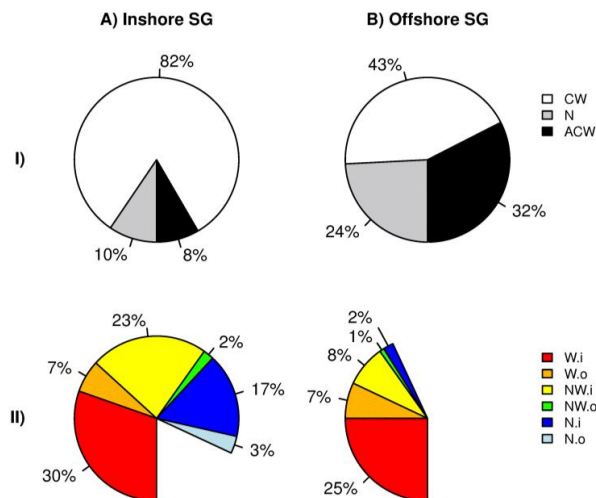 A) Inshore SG
B) Offshore SG
I)
82%
10%
8%
43%
24%
32%
CW
N
ACW
II)
23%
2%
7%
17%
3%
30%
2%
1%
8%
7%
25%
W.i
W.o
NW.i
NW.o
N.i
N.o